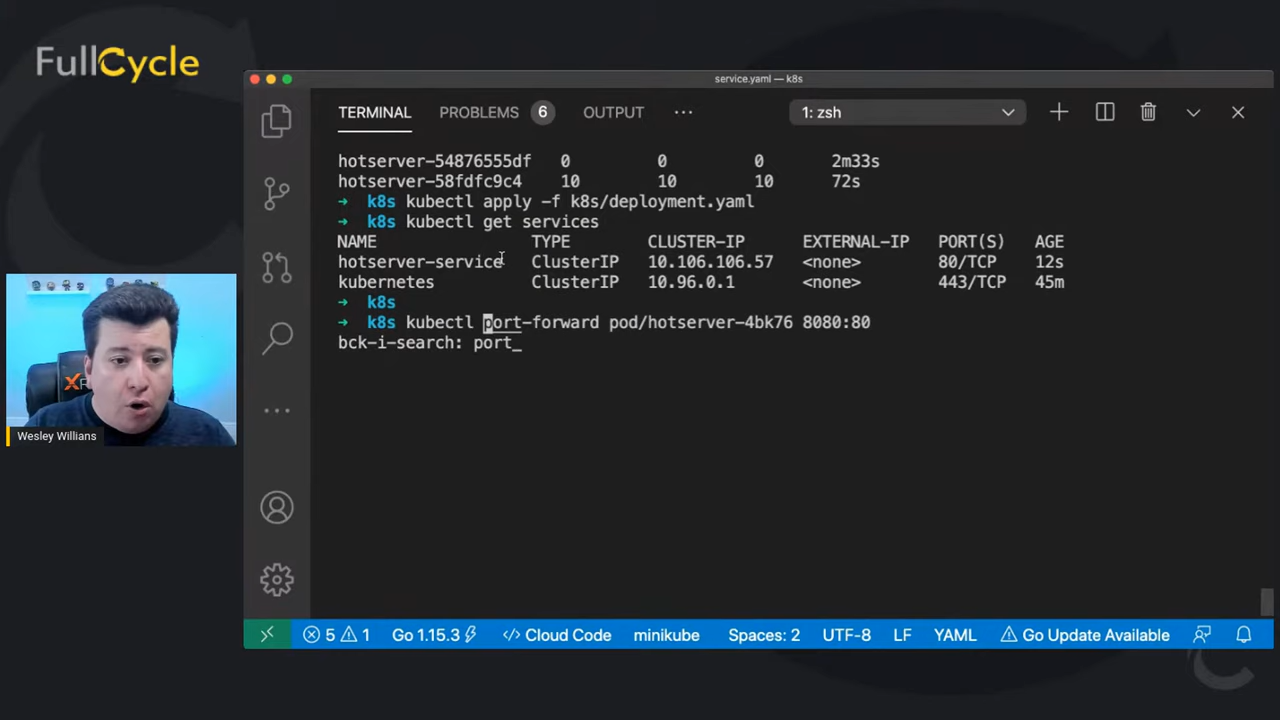 FullCycle
service.yaml — k8s
TERMINAL PROBLEMS 6 OUTPUT ··· 1: zsh
hotserver-54876555df 0 0 0 2m33s
hotserver-58fdfc9c4 10 10 10 72s
➜ k8s kubectl apply -f k8s/deployment.yaml
➜ k8s kubectl get services
NAME TYPE CLUSTER-IP EXTERNAL-IP PORT(S) AGE
hotserver-service ClusterIP 10.106.106.57 <none> 80/TCP 12s
kubernetes ClusterIP 10.96.0.1 <none> 443/TCP 45m
➜ k8s
➜ k8s kubectl port-forward pod/hotserver-4bk76 8080:80
bck-i-search: port_
Wesley Willians
5 1 Go 1.15.3 Cloud Code minikube Spaces: 2 UTF-8 LF YAML Go Update Available